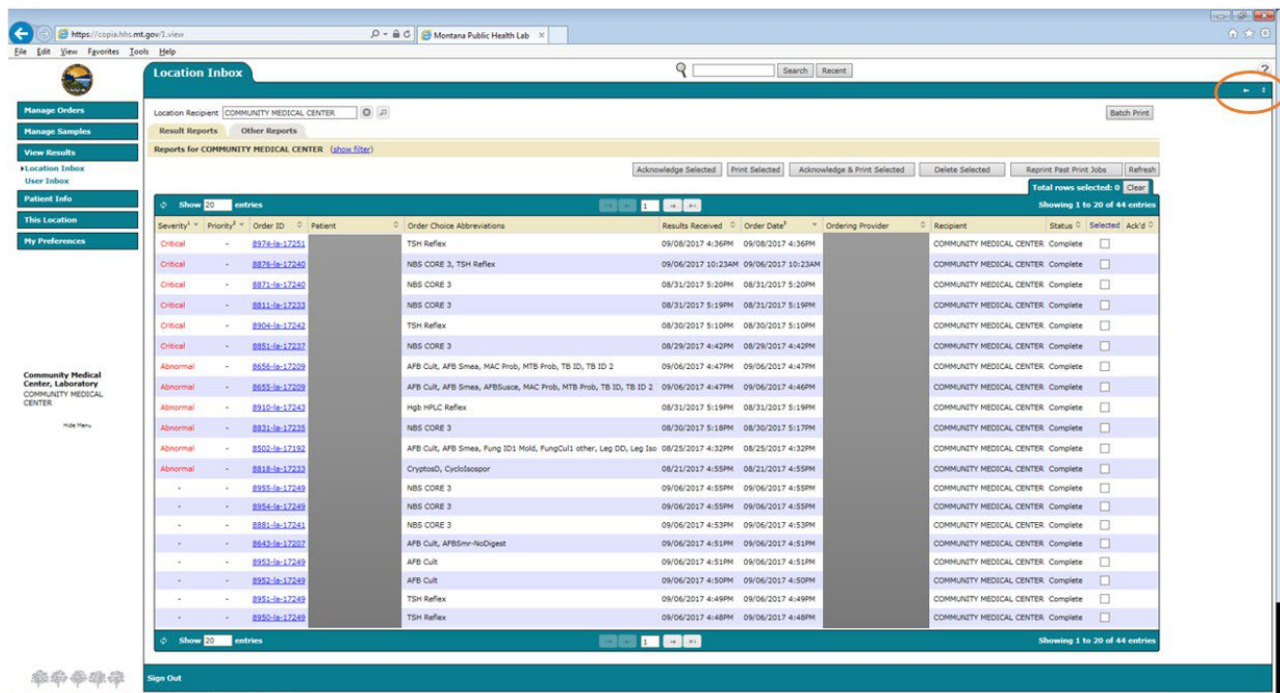 https://copia.hhs.mt.gov/1.view
Montana Public Health Lab
File Edit View Favorites Tools Help
Location Inbox
Search Recent
?
Manage Orders
Manage Samples
View Results
Location Inbox
User Inbox
Patient Info
This Location
My Preferences
Community Medical
Center, Laboratory
COMMUNITY MEDICAL
CENTER
Hide Menu
Location Recipient COMMUNITY MEDICAL CENTER
Batch Print
Result Reports Other Reports
Reports for COMMUNITY MEDICAL CENTER (show filter)
Acknowledge Selected Print Selected Acknowledge & Print Selected Delete Selected Reprint Past Print Jobs Refresh
Total rows selected: 0 Clear
Show 20 entries 1 Showing 1 to 20 of 44 entries
Severity1 Priority2 Order ID Patient Order Choice Abbreviations Results Received Order Date3 Ordering Provider Recipient Status Selected Ack'd
Critical - 8974-la-17251 TSH Reflex 09/08/2017 4:36PM 09/08/2017 4:36PM COMMUNITY MEDICAL CENTER Complete
Critical - 8876-la-17240 NBS CORE 3, TSH Reflex 09/06/2017 10:23AM 09/06/2017 10:23AM COMMUNITY MEDICAL CENTER Complete
Critical - 8871-la-17240 NBS CORE 3 08/31/2017 5:20PM 08/31/2017 5:20PM COMMUNITY MEDICAL CENTER Complete
Critical - 8811-la-17233 NBS CORE 3 08/31/2017 5:19PM 08/31/2017 5:19PM COMMUNITY MEDICAL CENTER Complete
Critical - 8904-la-17242 TSH Reflex 08/30/2017 5:10PM 08/30/2017 5:10PM COMMUNITY MEDICAL CENTER Complete
Critical - 8851-la-17237 NBS CORE 3 08/29/2017 4:42PM 08/29/2017 4:42PM COMMUNITY MEDICAL CENTER Complete
Abnormal - 8656-la-17209 AFB Cult, AFB Smea, MAC Prob, MTB Prob, TB ID, TB ID 2 09/06/2017 4:47PM 09/06/2017 4:47PM COMMUNITY MEDICAL CENTER Complete
Abnormal - 8655-la-17209 AFB Cult, AFB Smea, AFBSusce, MAC Prob, MTB Prob, TB ID, TB ID 2 09/06/2017 4:47PM 09/06/2017 4:46PM COMMUNITY MEDICAL CENTER Complete
Abnormal - 8910-la-17243 Hgb HPLC Reflex 08/31/2017 5:19PM 08/31/2017 5:19PM COMMUNITY MEDICAL CENTER Complete
Abnormal - 8831-la-17235 NBS CORE 3 08/30/2017 5:18PM 08/30/2017 5:17PM COMMUNITY MEDICAL CENTER Complete
Abnormal - 8502-la-17192 AFB Cult, AFB Smea, Fung ID1 Mold, FungCul1 other, Leg DD, Leg Iso 08/25/2017 4:32PM 08/25/2017 4:32PM COMMUNITY MEDICAL CENTER Complete
Abnormal - 8818-la-17233 CryptosD, CycloIsospor 08/21/2017 4:55PM 08/21/2017 4:55PM COMMUNITY MEDICAL CENTER Complete
- - 8955-la-17249 NBS CORE 3 09/06/2017 4:55PM 09/06/2017 4:55PM COMMUNITY MEDICAL CENTER Complete
- - 8954-la-17249 NBS CORE 3 09/06/2017 4:55PM 09/06/2017 4:55PM COMMUNITY MEDICAL CENTER Complete
- - 8881-la-17241 NBS CORE 3 09/06/2017 4:53PM 09/06/2017 4:53PM COMMUNITY MEDICAL CENTER Complete
- - 8643-la-17207 AFB Cult, AFBSmr-NoDigest 09/06/2017 4:51PM 09/06/2017 4:51PM COMMUNITY MEDICAL CENTER Complete
- - 8953-la-17249 AFB Cult 09/06/2017 4:51PM 09/06/2017 4:51PM COMMUNITY MEDICAL CENTER Complete
- - 8952-la-17249 AFB Cult 09/06/2017 4:50PM 09/06/2017 4:50PM COMMUNITY MEDICAL CENTER Complete
- - 8951-la-17249 TSH Reflex 09/06/2017 4:49PM 09/06/2017 4:49PM COMMUNITY MEDICAL CENTER Complete
- - 8950-la-17249 TSH Reflex 09/06/2017 4:48PM 09/06/2017 4:48PM COMMUNITY MEDICAL CENTER Complete
Show 20 entries 1 Showing 1 to 20 of 44 entries
Sign Out